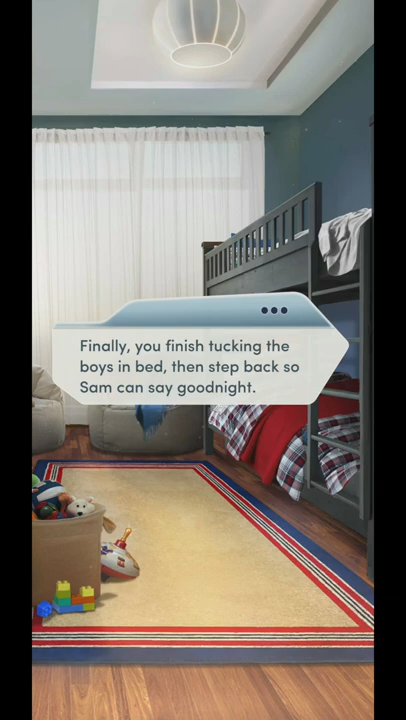 Finally, you finish tucking the
boys in bed, then step back so
Sam can say goodnight.